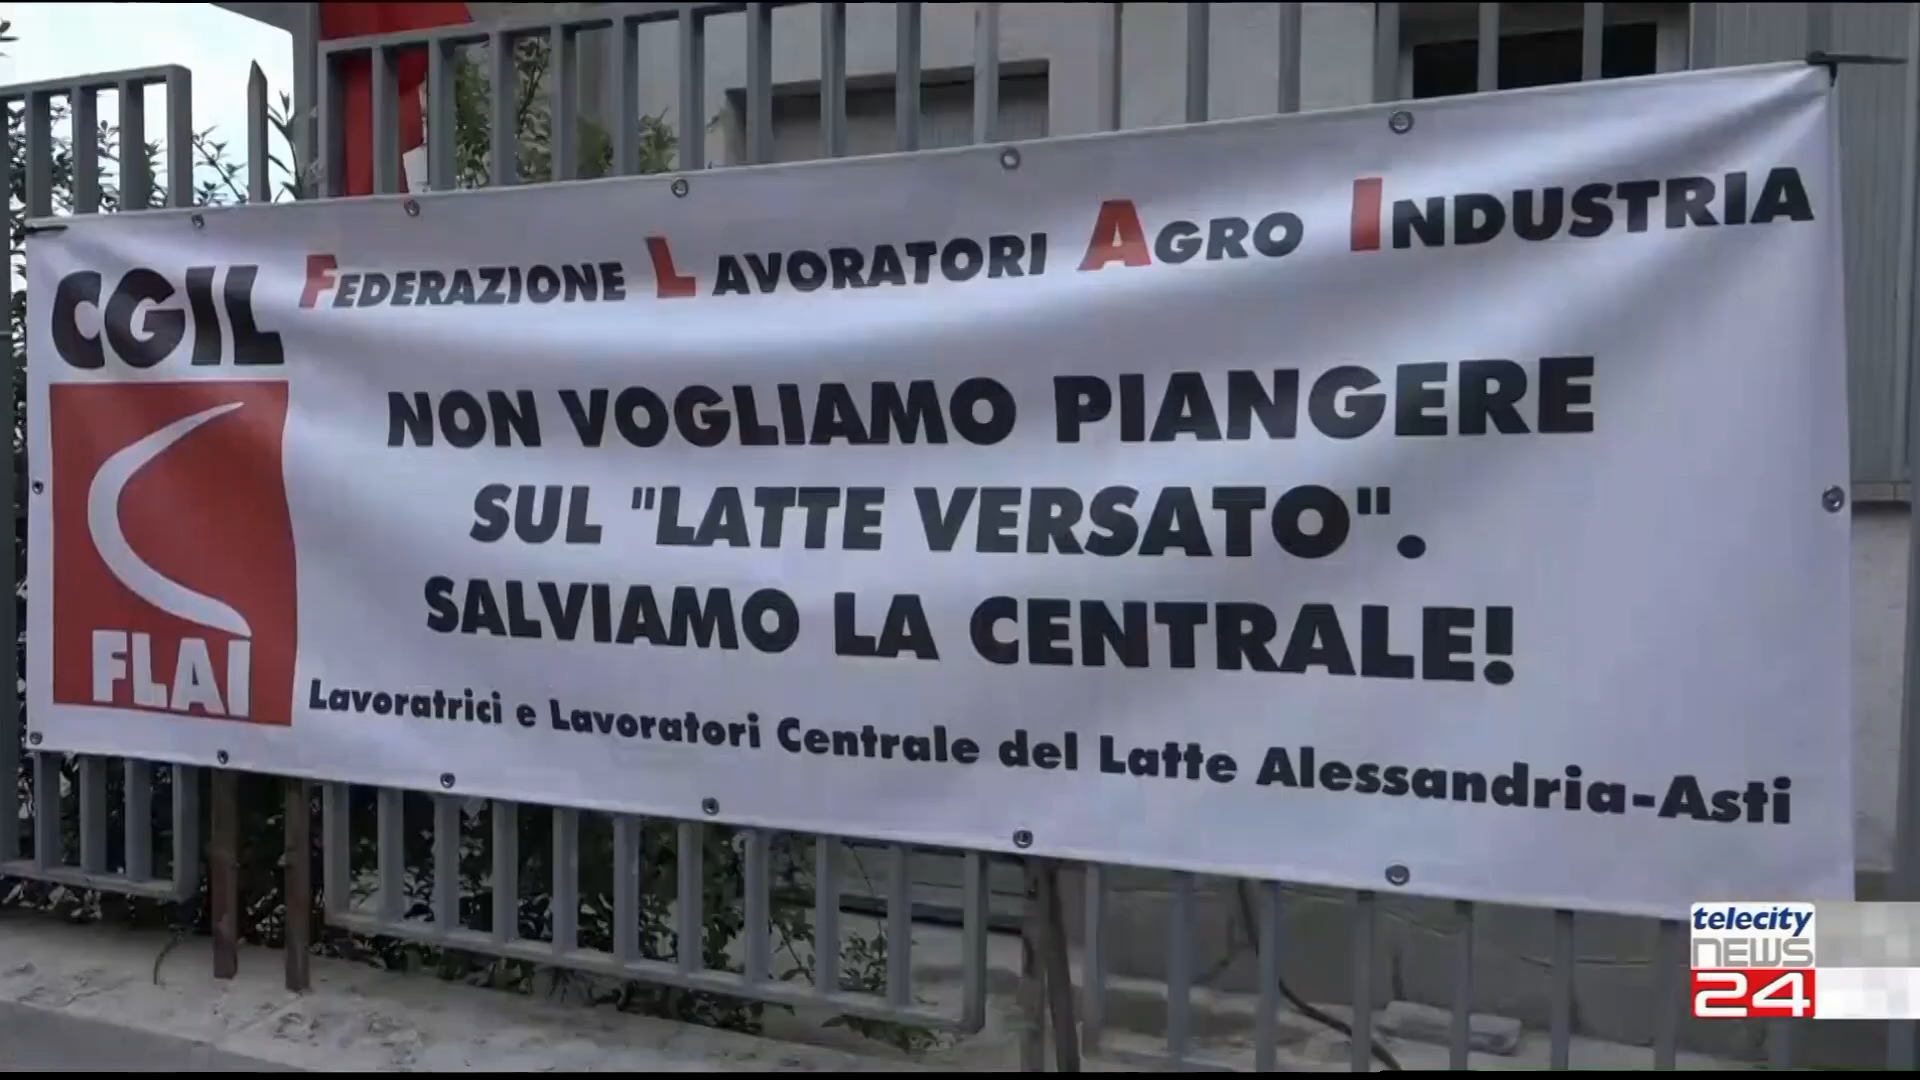 CGIL
FEDERAZIONE LAVORATORI AGRO INDUSTRIA
NON VOGLIAMO PIANGERE
SUL "LATTE VERSATO".
SALVIAMO LA CENTRALE!
FLAI
Lavoratrici e Lavoratori Centrale del Latte Alessandria-Asti
telecity
NEWS
24